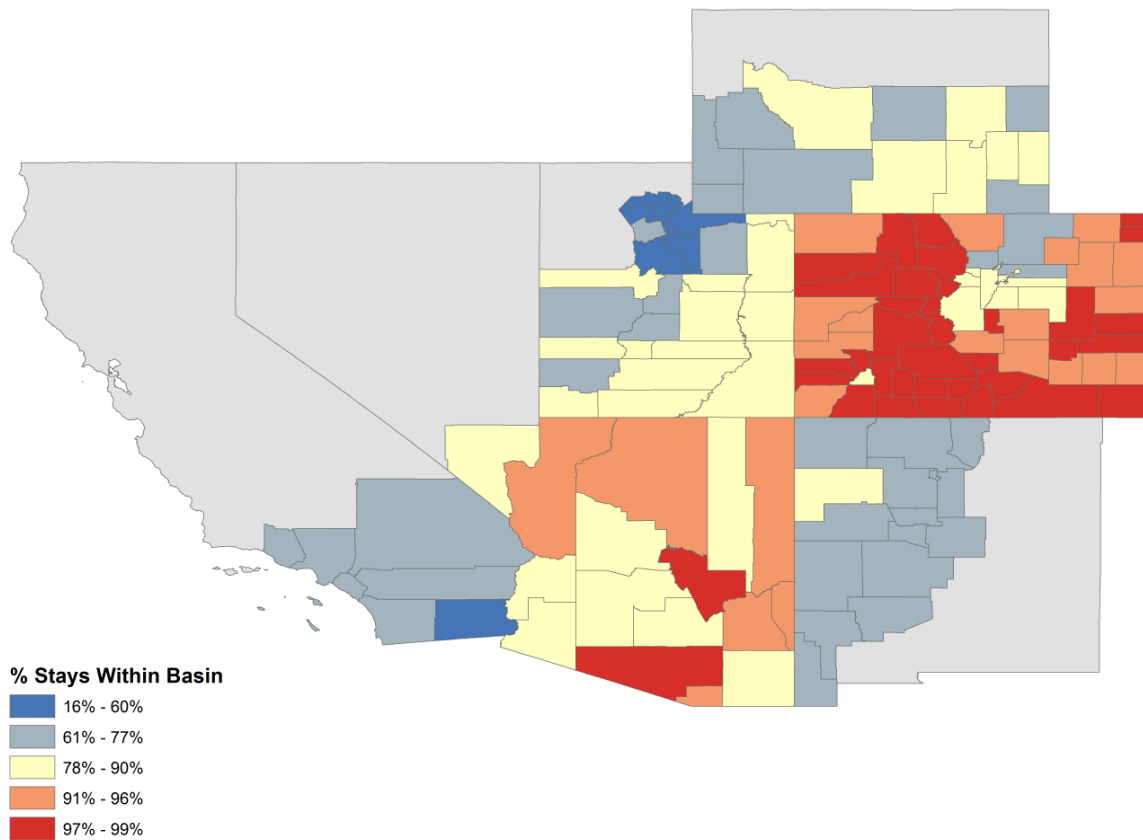 % Stays Within Basin
16% - 60%
61% - 77%
78% - 90%
91% - 96%
97% - 99%